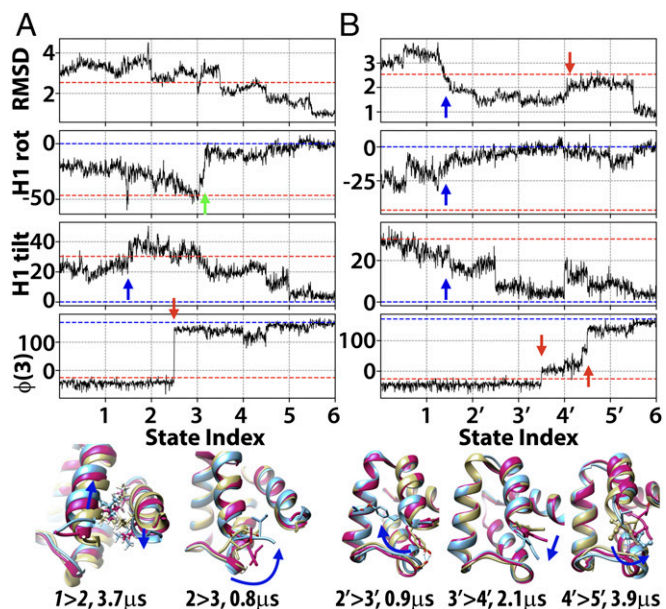 A
B
RMSD
4
2
3
2
1
H1 rot
0
-50
0
-25
H1 tilt
40
20
0
20
0
ϕ(3)
100
0
100
0
1 2 3 4 5 6
1 2′ 3′ 4′ 5′ 6
State Index
State Index
1>2, 3.7μs
2>3, 0.8μs
2′>3′, 0.9μs
3′>4′, 2.1μs
4′>5′, 3.9μs